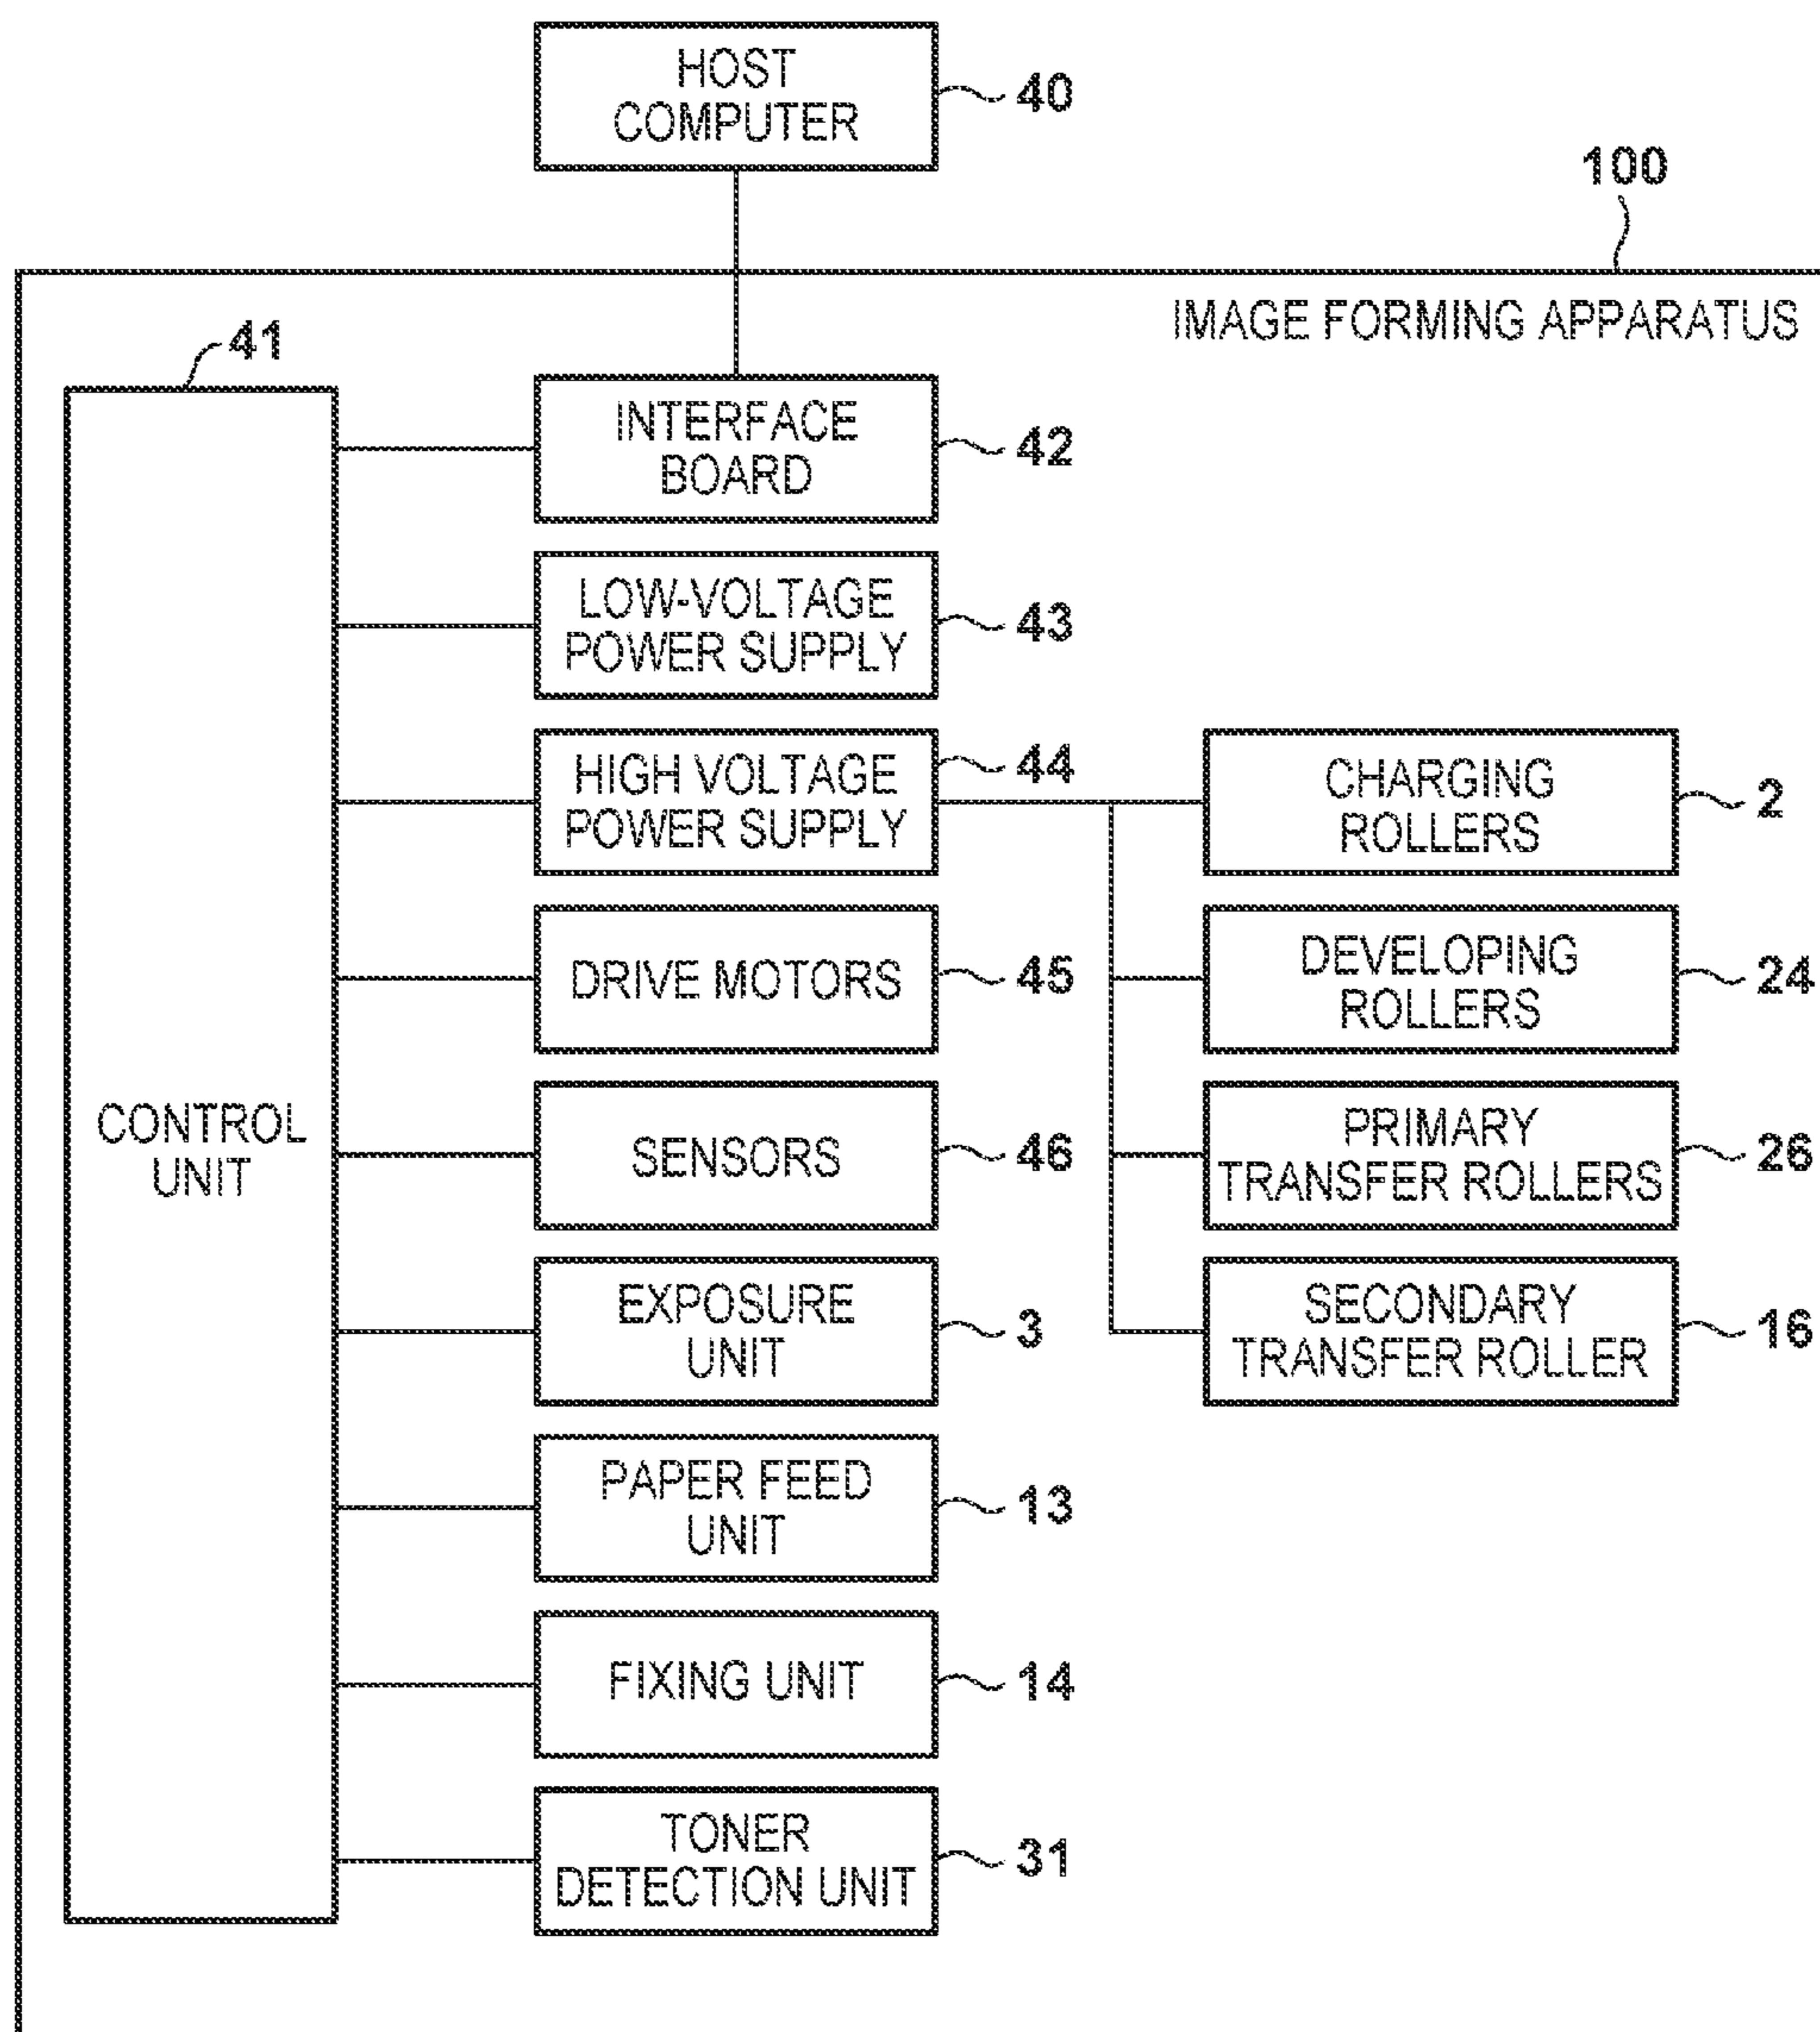 HOST
COMPUTER
40
100
IMAGE FORMING APPARATUS
41
CONTROL
UNIT
INTERFACE
BOARD
42
LOW-VOLTAGE
POWER SUPPLY
43
HIGH VOLTAGE
POWER SUPPLY
44
CHARGING
ROLLERS
2
DRIVE MOTORS
45
DEVELOPING
ROLLERS
24
SENSORS
46
PRIMARY
TRANSFER ROLLERS
26
EXPOSURE
UNIT
3
SECONDARY
TRANSFER ROLLER
16
PAPER FEED
UNIT
13
FIXING UNIT
14
TONER
DETECTION UNIT
31